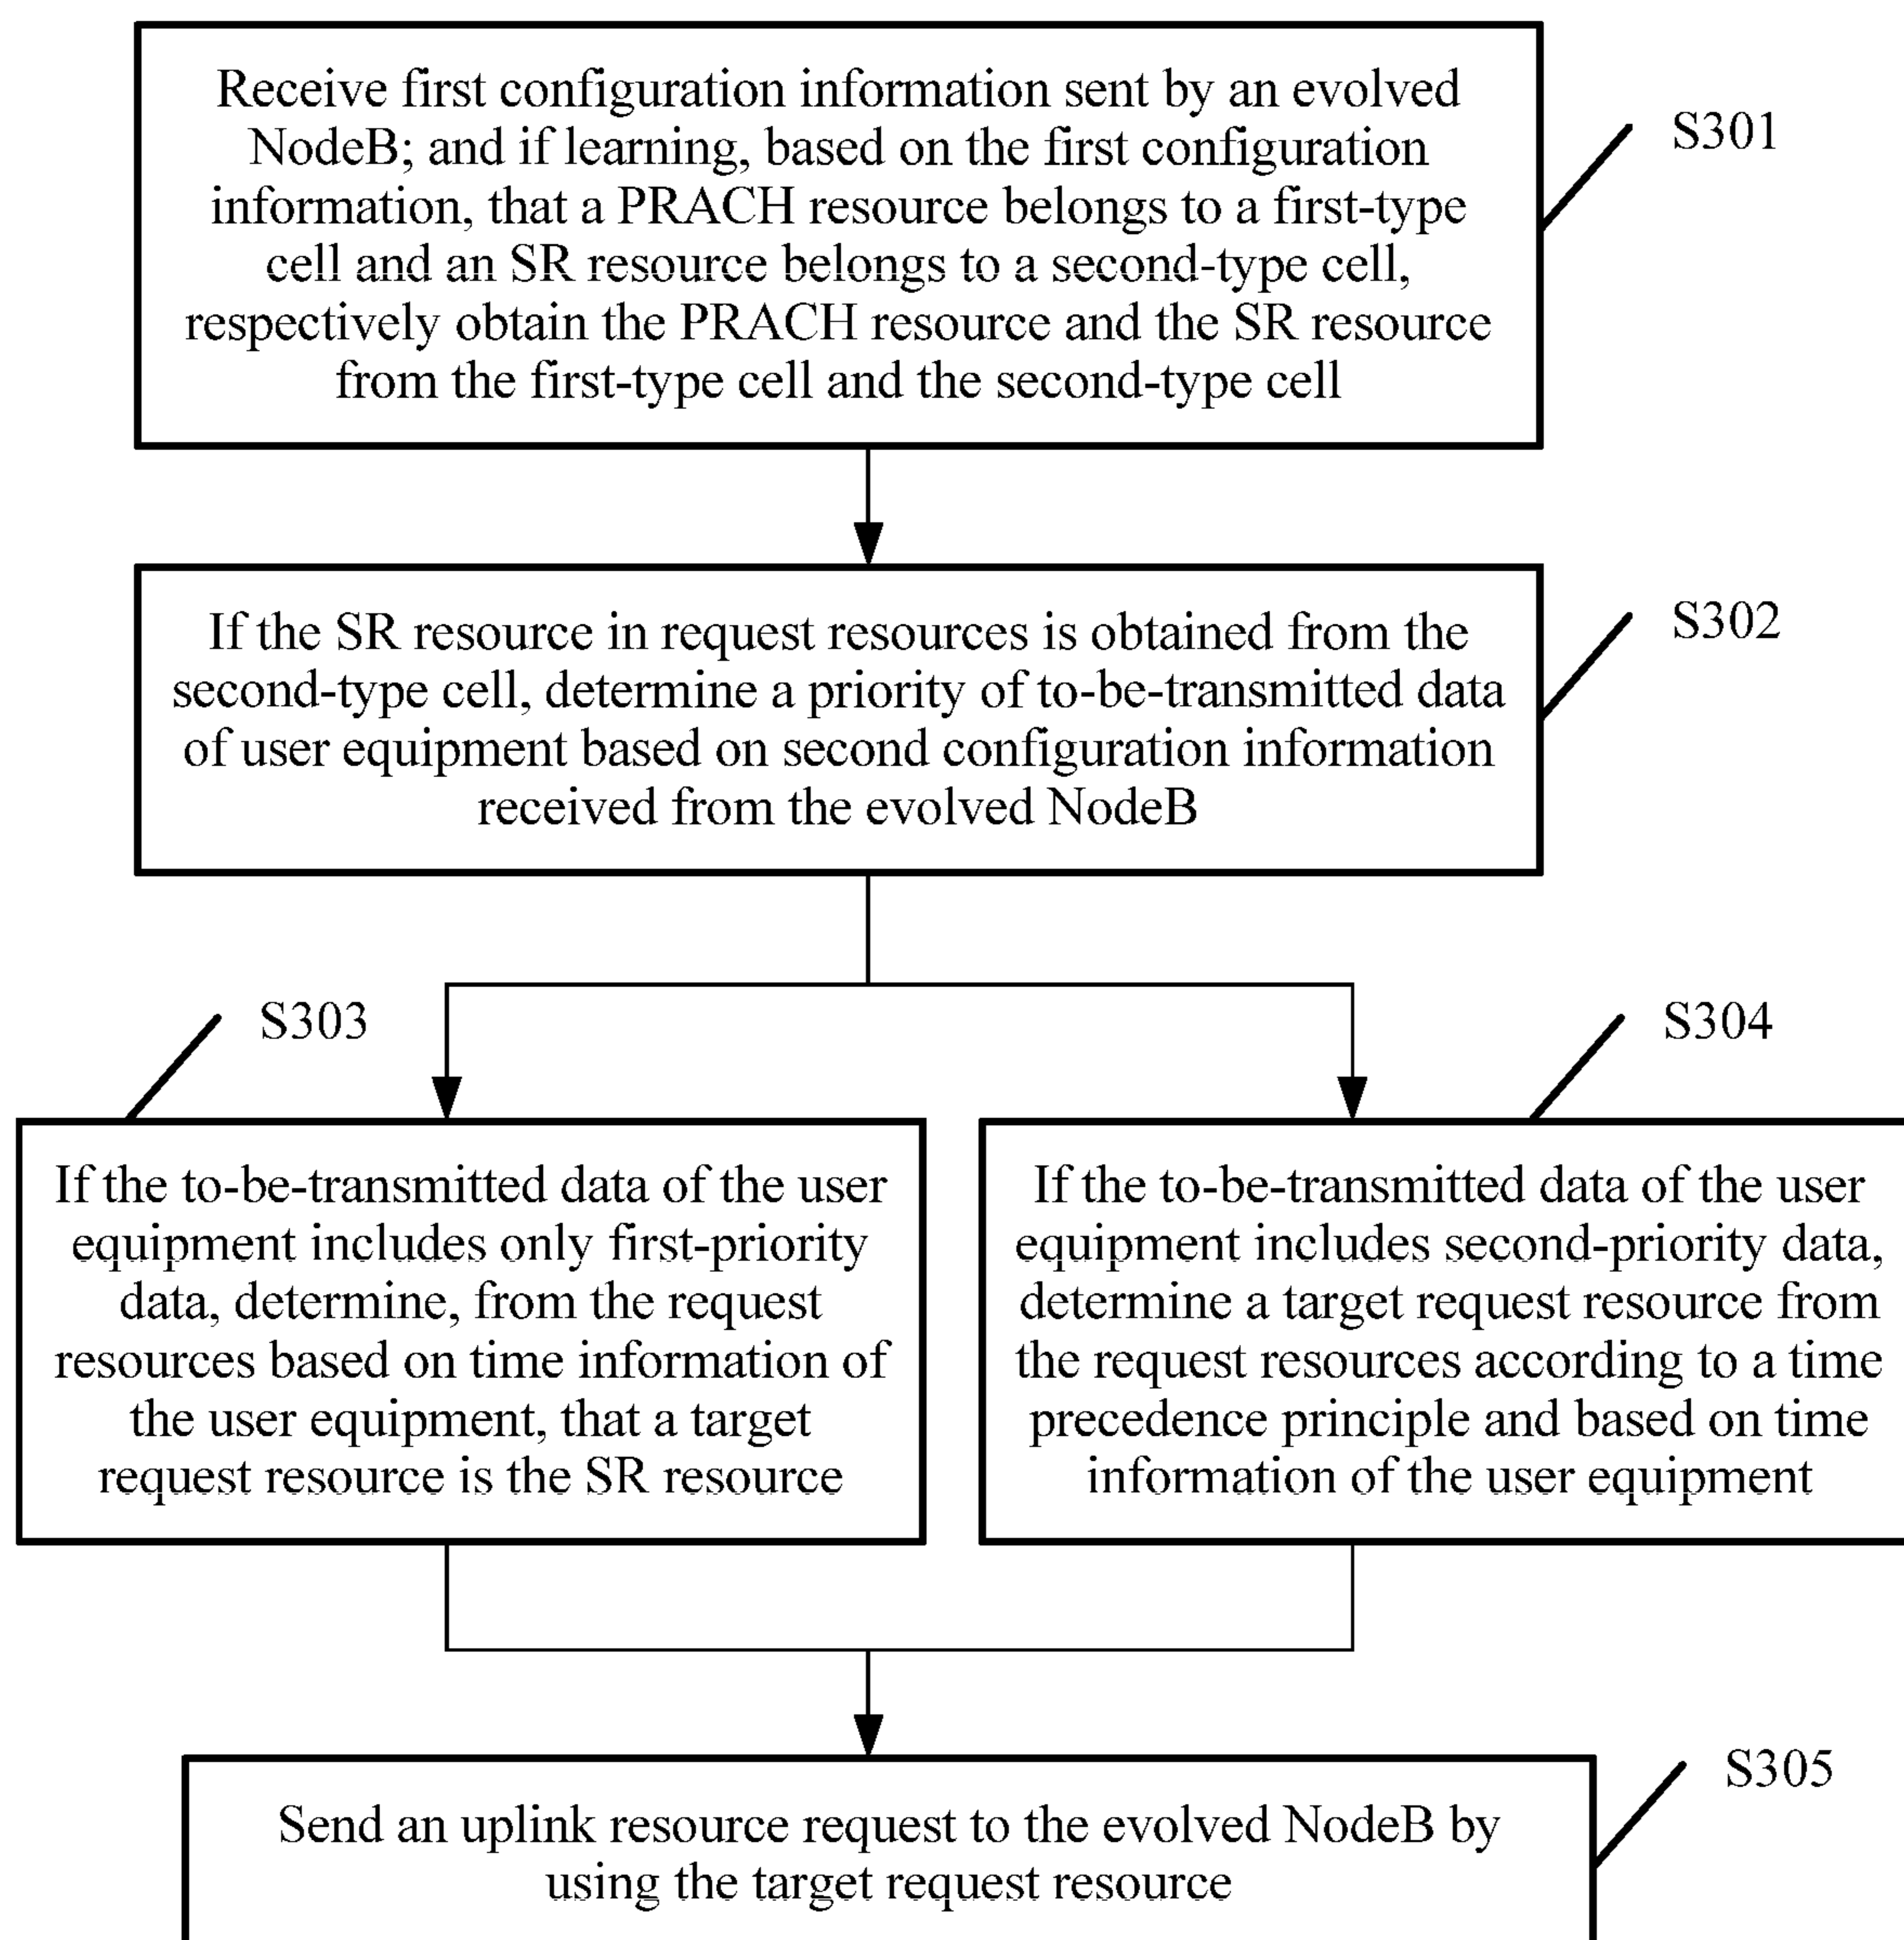 Receive first configuration information sent by an evolved
NodeB; and if learning, based on the first configuration
information, that a PRACH resource belongs to a first-type
cell and an SR resource belongs to a second-type cell,
respectively obtain the PRACH resource and the SR resource
from the first-type cell and the second-type cell
S301
If the SR resource in request resources is obtained from the
second-type cell, determine a priority of to-be-transmitted data
of user equipment based on second configuration information
received from the evolved NodeB
S302
S303
If the to-be-transmitted data of the user
equipment includes only first-priority
data, determine, from the request
resources based on time information of
the user equipment, that a target
request resource is the SR resource
S304
If the to-be-transmitted data of the user
equipment includes second-priority data,
determine a target request resource from
the request resources according to a time
precedence principle and based on time
information of the user equipment
S305
Send an uplink resource request to the evolved NodeB by
using the target request resource